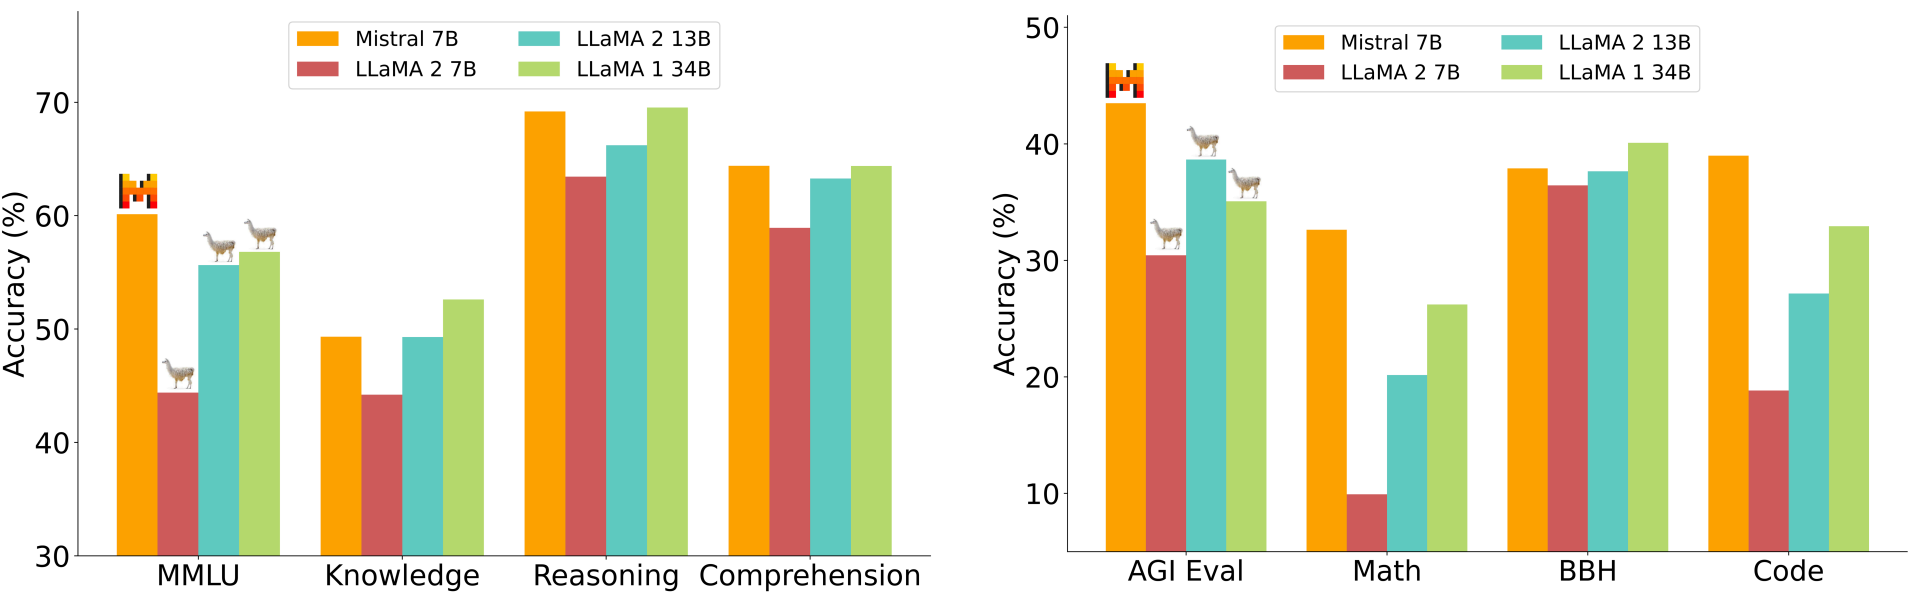 Mistral 7B
LLaMA 2 7B
LLaMA 2 13B
LLaMA 1 34B
Accuracy (%)
70
60
50
40
30
MMLU Knowledge Reasoning Comprehension
Mistral 7B
LLaMA 2 7B
LLaMA 2 13B
LLaMA 1 34B
Accuracy (%)
50
40
30
20
10
AGI Eval Math BBH Code